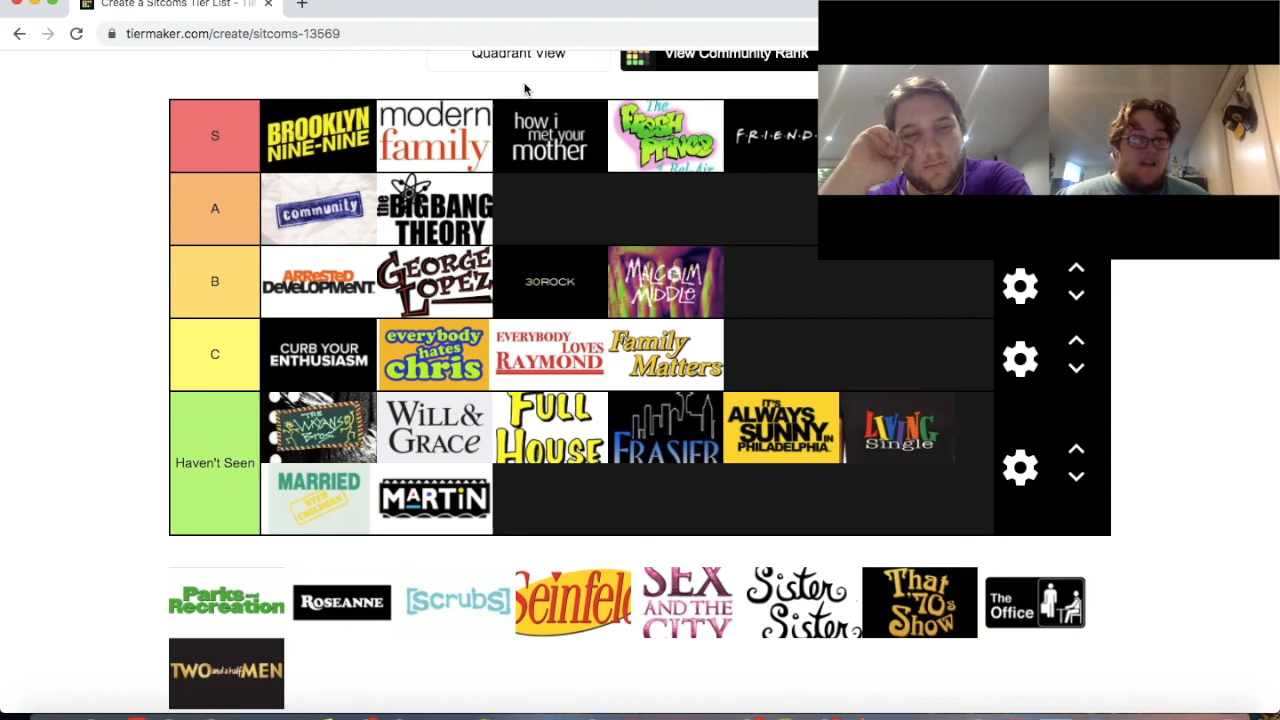 Create a Sitcoms Tier List - Tie
tiermaker.com/create/sitcoms-13569
Quadrant View
View Community Rank
S
BROOKLYN
NINE-NINE
modern
family
how i
met your
mother
The
FRESH
PRINCE
of Bel-Air
F·R·I·E·N·D·
A
community
the
BIG BANG
THEORY
B
ARReSTeD
DeVeLOPMeNT.
GEORGE
LOPEZ
30ROCK
MALCOLM
IN THE
MIDDLE
C
CURB YOUR
ENTHUSIASM
everybody
hates
chris
EVERYBODY
LOVES
RAYMOND
Family
Matters
Haven't Seen
THE
WAYANS
BROS.
WiLL&
GRACe
FULL
HOUSE
FRASIER
IT'S
ALWAYS
SUNNY IN
PHILADELPHIA
LIVING
Single
MARRIED
WITH
CHILDREN
MARTIN
Parks and
Recreation
ROSEANNE
[scrubs]
Seinfeld
SEX
AND THE
CITY
Sister
Sister
That
'70s
Show
The
Office
TWO and a half MEN